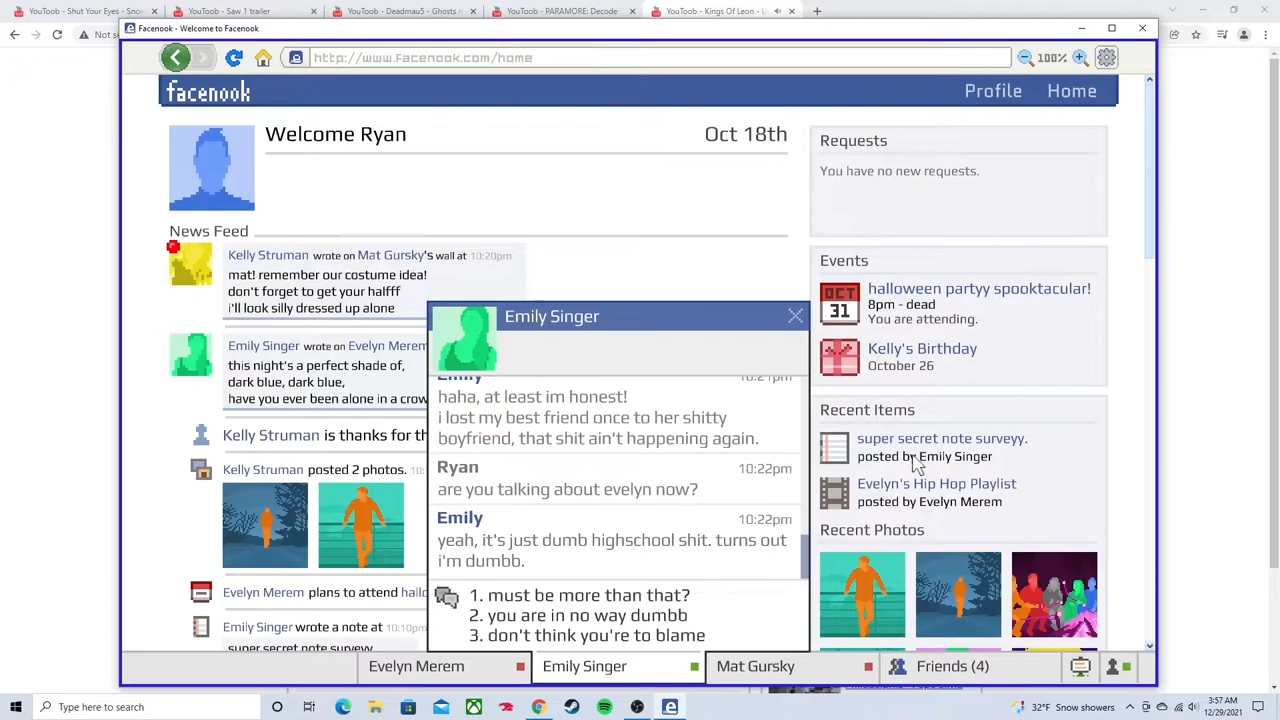 YouToob - Shut Your Eyes - Snow
YouToob - Saw 1 trailer
YouToob - Deadmau5 - Ghosts n
YouToob - PARAMORE: Decode
YouToob - Kings Of Leon - U
Not s
Facenook - Welcome to Facenook
http://www.Facenook.com/home
100%
facenook
Profile Home
Welcome Ryan
Oct 18th
News Feed
Kelly Struman wrote on Mat Gursky's wall at 10:20pm
mat! remember our costume idea!
don't forget to get your halfff
i'll look silly dressed up alone
Emily Singer wrote on Evelyn Merem
this night's a perfect shade of,
dark blue, dark blue,
have you ever been alone in a crow
Kelly Struman is thanks for th
Kelly Struman posted 2 photos. 10:
Evelyn Merem plans to attend hall
Emily Singer wrote a note at 10:10pm
super secret note surveyy
Emily Singer
Emily 10:21pm
haha, at least im honest!
i lost my best friend once to her shitty
boyfriend, that shit ain't happening again.
Ryan 10:22pm
are you talking about evelyn now?
Emily 10:22pm
yeah, it's just dumb highschool shit. turns out
i'm dumbb.
1. must be more than that?
2. you are in no way dumbb
3. don't think you're to blame
Requests
You have no new requests.
Events
OCT
31
halloween partyy spooktacular!
8pm - dead
You are attending.
Kelly's Birthday
October 26
Recent Items
super secret note surveyy.
posted by Emily Singer
Evelyn's Hip Hop Playlist
posted by Evelyn Merem
Recent Photos
Evelyn Merem
Emily Singer
Mat Gursky
Friends (4)
Type here to search
32°F Snow showers
3:57 AM
12/29/2021